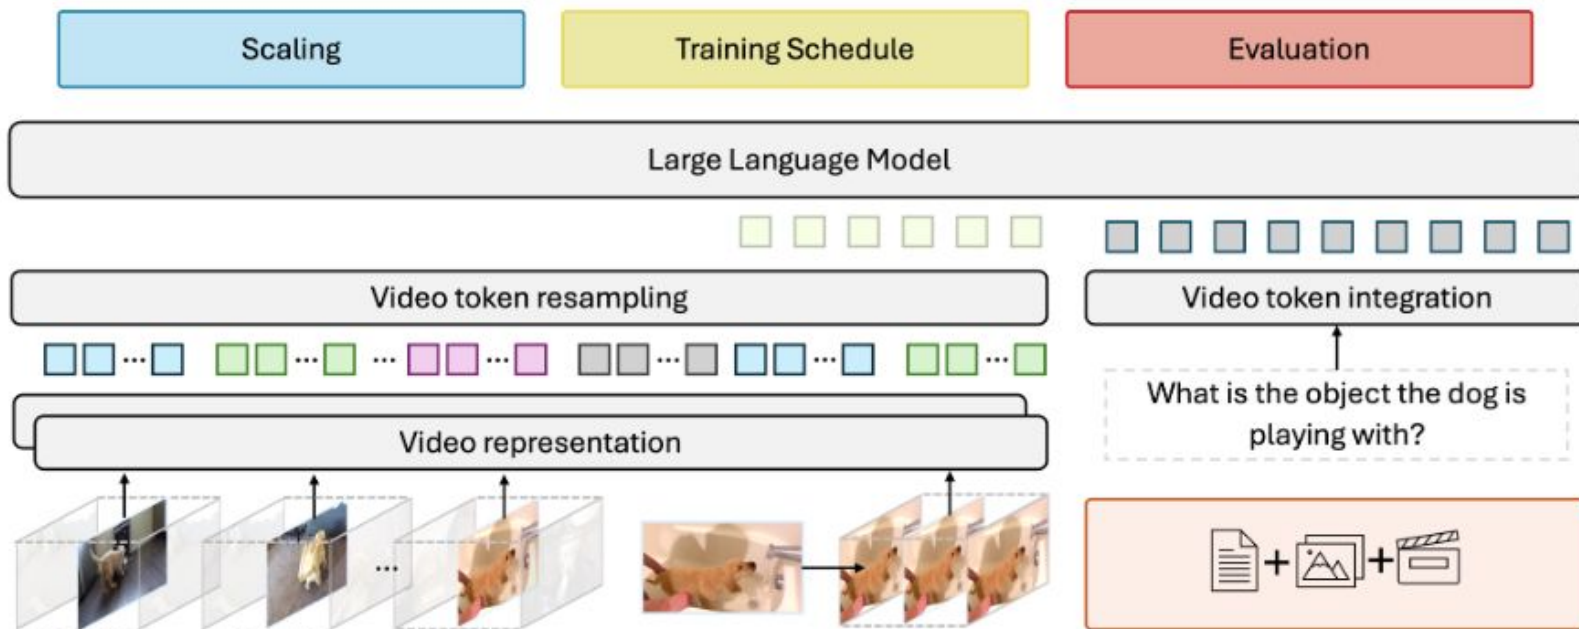 Scaling
Training Schedule
Evaluation
Large Language Model
Video token resampling
Video token integration
... ... ... ... ... ...
What is the object the dog is
playing with?
Video representation
...
+ +